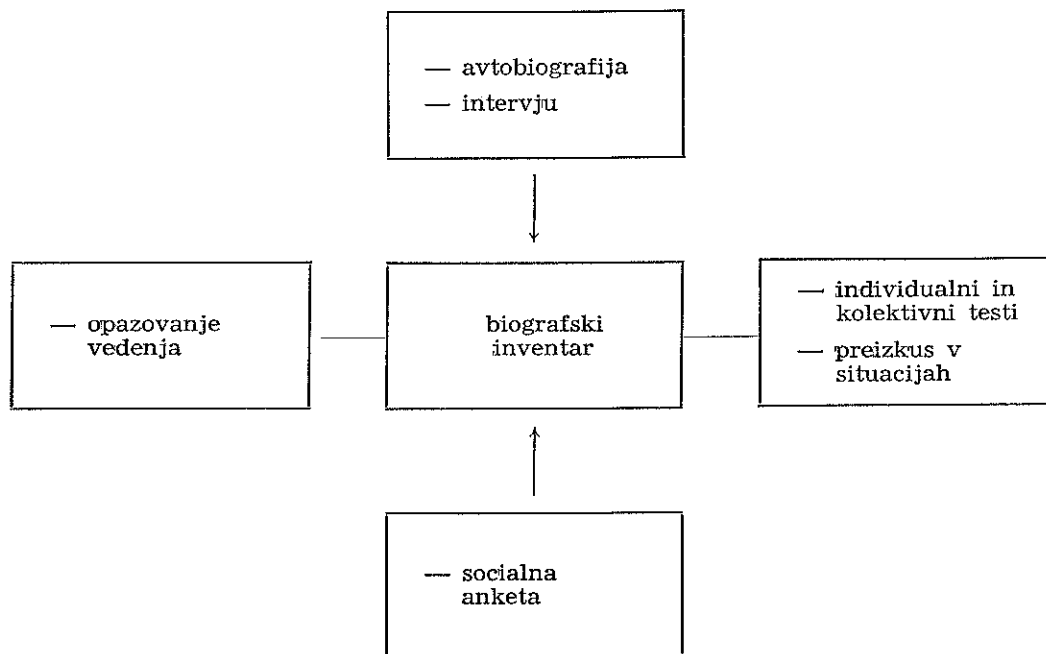 — avtobiografija
— intervju
— opazovanje
vedenja
biografski
inventar
— individualni in
kolektivni testi
— preizkus v
situacijah
— socialna
anketa